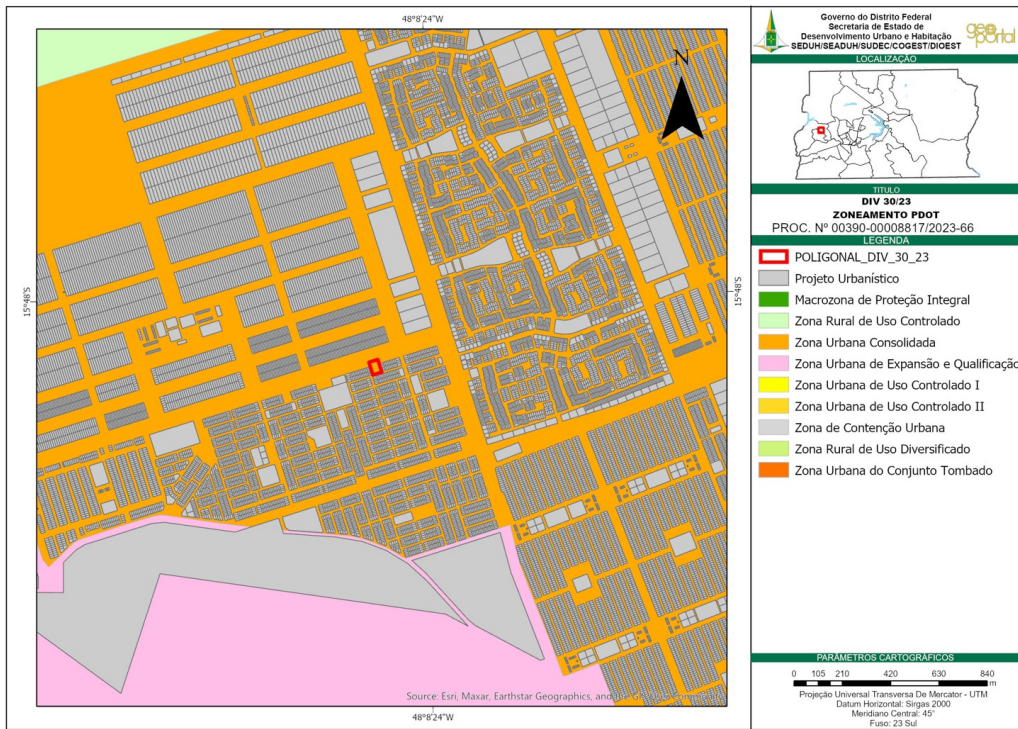 48°8'24"W
N
15°48'S
15°48'S
Source: Esri, Maxar, Earthstar Geographics, and
48°8'24"W
Governo do Distrito Federal
Secretaria de Estado de
Desenvolvimento Urbano e Habitação
SEDUH/SEADUH/SUDEC/COGEST/DIOEST
geo
portal
LOCALIZAÇÃO
TITULO
DIV 30/23
ZONEAMENTO PDOT
PROC. Nº 00390-00008817/2023-66
LEGENDA
POLIGONAL_DIV_30_23
Projeto Urbanístico
Macrozona de Proteção Integral
Zona Rural de Uso Controlado
Zona Urbana Consolidada
Zona Urbana de Expansão e Qualificação
Zona Urbana de Uso Controlado I
Zona Urbana de Uso Controlado II
Zona de Contenção Urbana
Zona Rural de Uso Diversificado
Zona Urbana do Conjunto Tombado
PARÂMETROS CARTOGRÁFICOS
0 105 210 420 630 840
m
Projeção Universal Transversa De Mercator - UTM
Datum Horizontal: Sirgas 2000
Meridiano Central: 45°
Fuso: 23 Sul